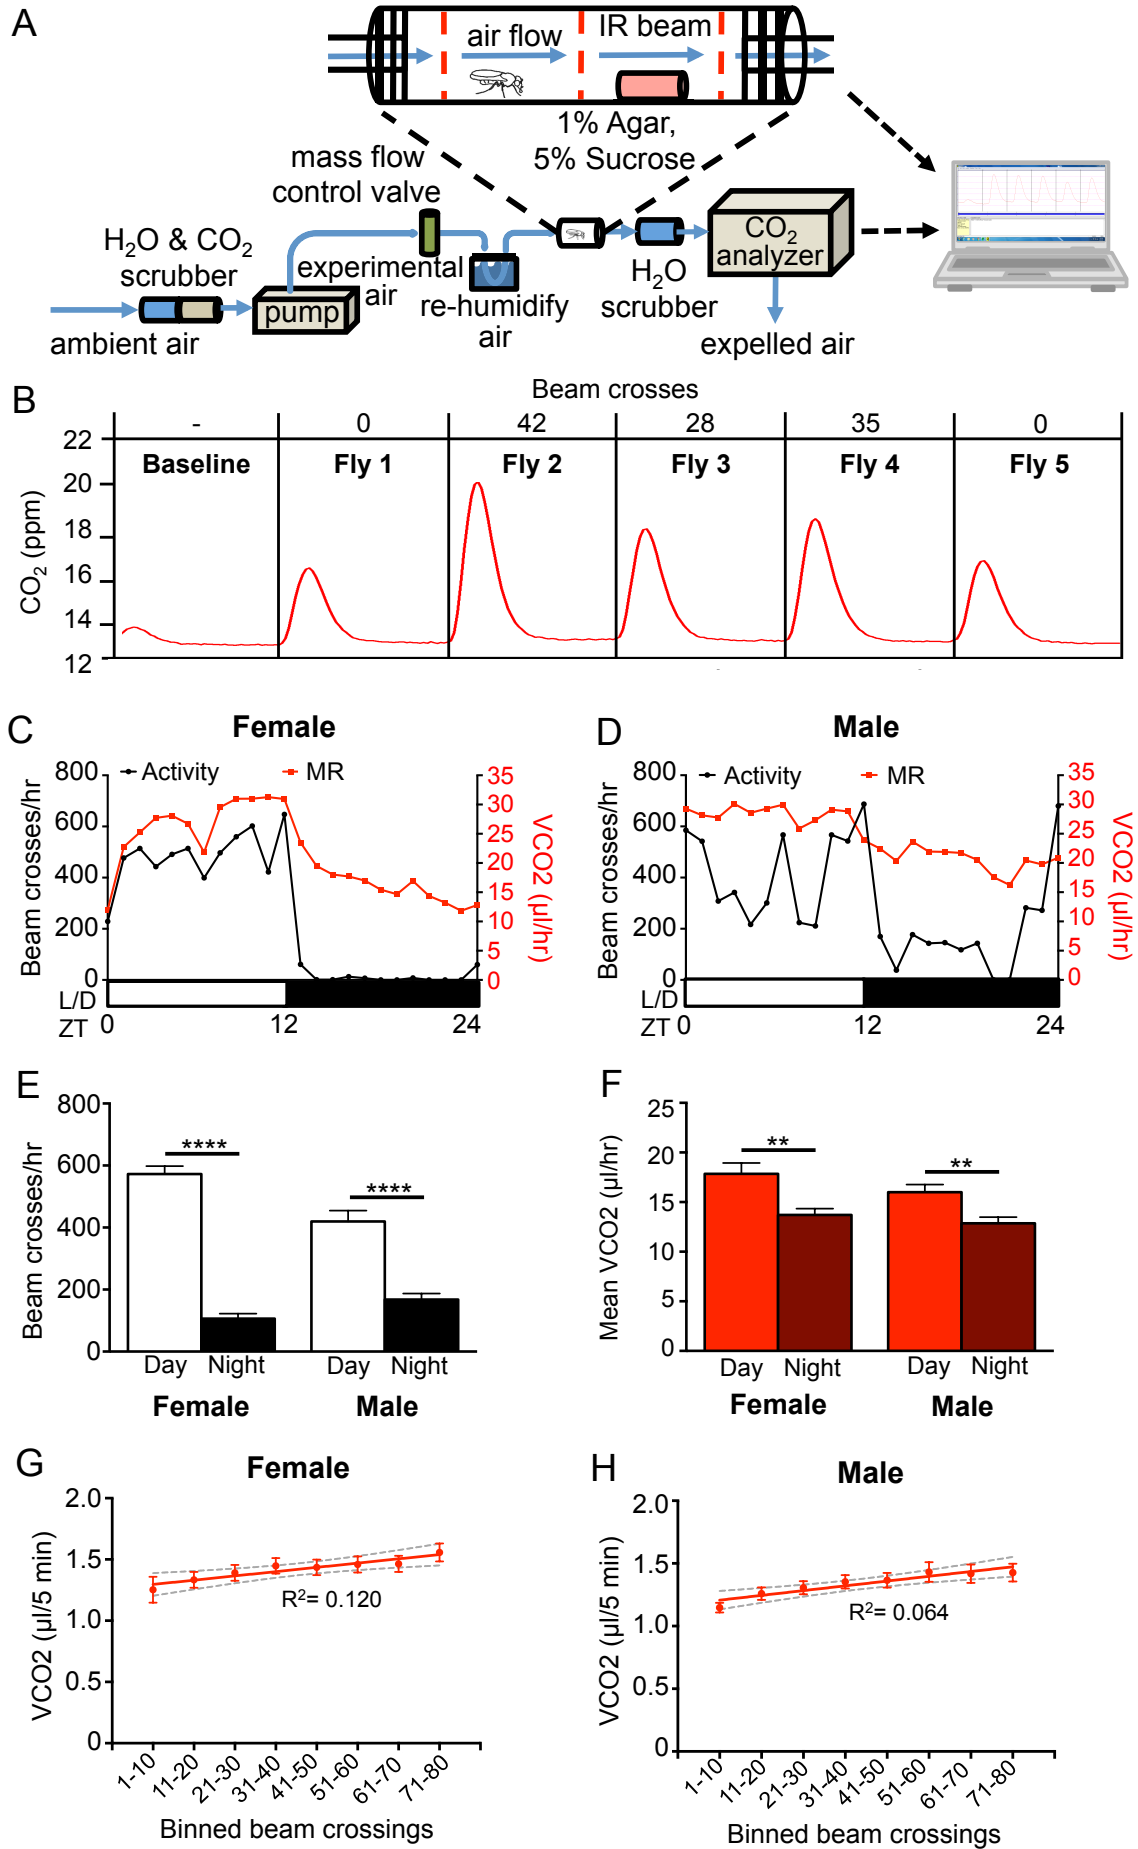 A
air flow
IR beam
1% Agar,
5% Sucrose
mass flow
control valve
H2O & CO2
scrubber
experimental
air
re-humidify
air
H2O
scrubber
CO2
analyzer
pump
ambient air
expelled air
B
Beam crosses
- 0 42 28 35 0
Baseline Fly 1 Fly 2 Fly 3 Fly 4 Fly 5
CO2 (ppm)
22
20
18
16
14
12
C
Female
Activity MR
Beam crosses/hr
800
600
400
200
0
35
30
25
20
15
10
5
0
VCO2 (µl/hr)
L/D
ZT 0 12 24
D
Male
Activity MR
Beam crosses/hr
800
600
400
200
0
35
30
25
20
15
10
5
0
VCO2 (µl/hr)
L/D
ZT 0 12 24
E
Beam crosses/hr
800
600
400
200
0
**** ****
Day Night Day Night
Female Male
F
Mean VCO2 (µl/hr)
25
20
15
10
5
0
** **
Day Night Day Night
Female Male
G
Female
VCO2 (µl/5 min)
2.0
1.5
1.0
0.5
0
R2= 0.120
1-10 11-20 21-30 31-40 41-50 51-60 61-70 71-80
Binned beam crossings
H
Male
VCO2 (µl/5 min)
2.0
1.5
1.0
0.5
0
R2= 0.064
1-10 11-20 21-30 31-40 41-50 51-60 61-70 71-80
Binned beam crossings